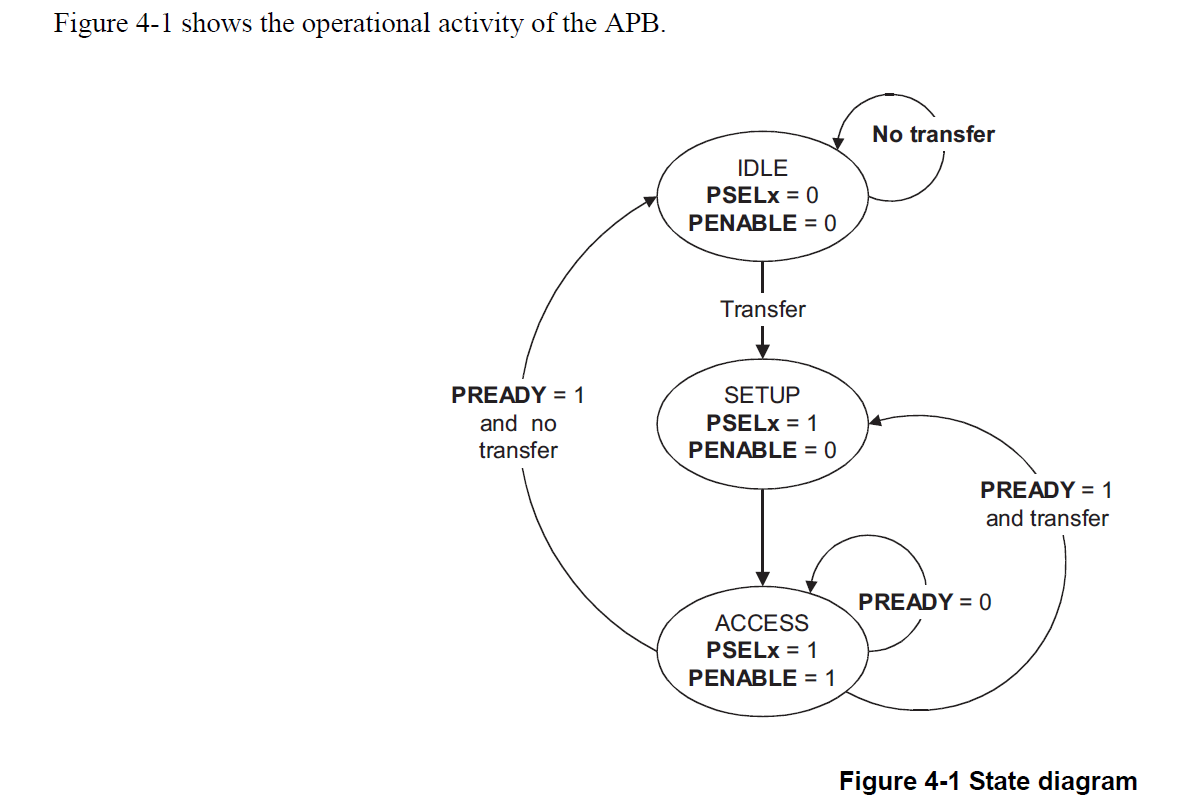 Figure 4-1 shows the operational activity of the APB.
No transfer
IDLE
PSELx = 0
PENABLE = 0
Transfer
PREADY = 1
and no
transfer
SETUP
PSELx = 1
PENABLE = 0
PREADY = 1
and transfer
PREADY = 0
ACCESS
PSELx = 1
PENABLE = 1
Figure 4-1 State diagram